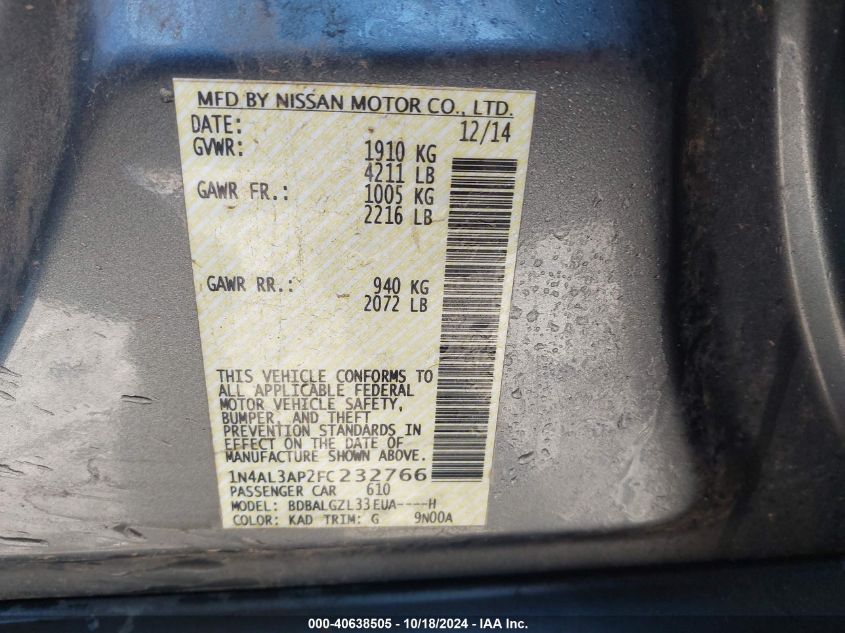 MFD BY NISSAN MOTOR CO., LTD.
DATE: 12/14
GVWR: 1910 KG
4211 LB
GAWR FR.: 1005 KG
2216 LB
GAWR RR.: 940 KG
2072 LB
THIS VEHICLE CONFORMS TO
ALL APPLICABLE FEDERAL
MOTOR VEHICLE SAFETY,
BUMPER, AND THEFT
PREVENTION STANDARDS IN
EFFECT ON THE DATE OF
MANUFACTURE SHOWN ABOVE.
1N4AL3AP2FC232766
PASSENGER CAR 610
MODEL: BDBALGZL33EUA----H
COLOR: KAD TRIM: G 9N00A
000-40638505 - 10/18/2024 - IAA Inc.